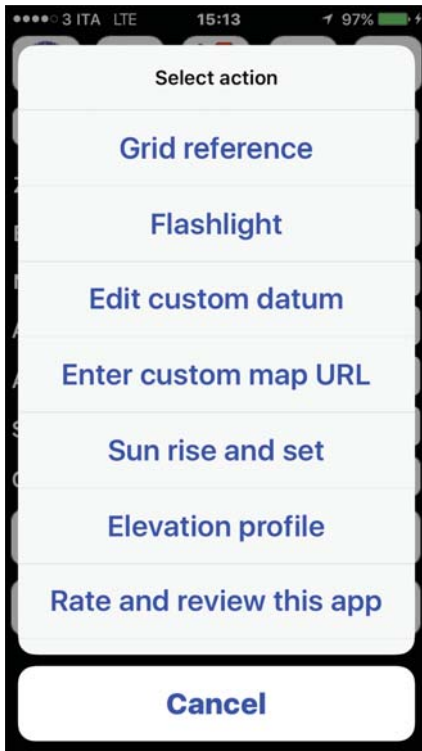 3 ITA LTE 15:13 97%
Select action
Grid reference
Flashlight
Edit custom datum
Enter custom map URL
Sun rise and set
Elevation profile
Rate and review this app
Cancel